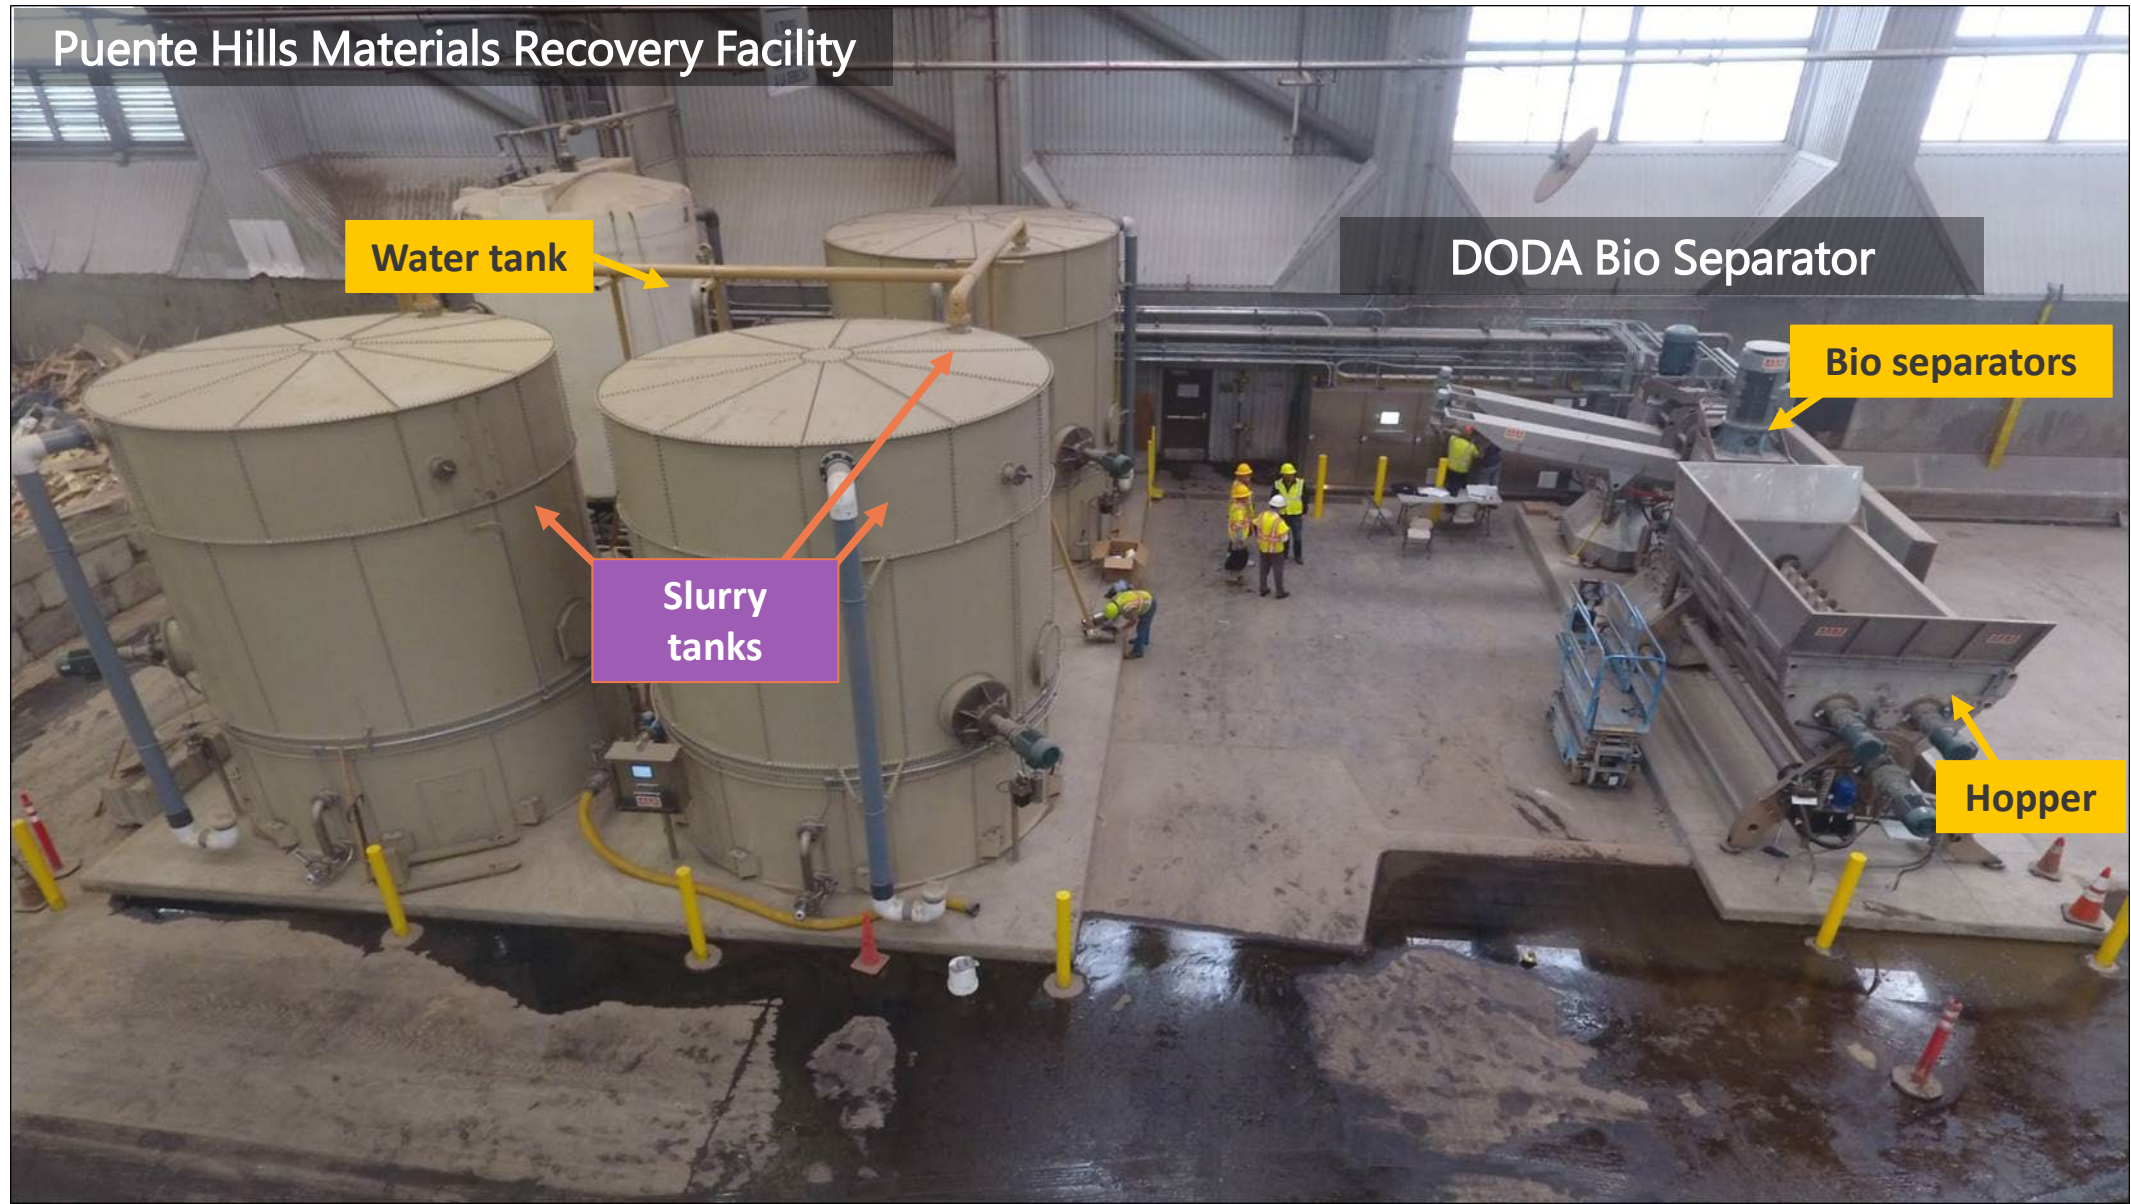 Puente Hills Materials Recovery Facility
Water tank
DODA Bio Separator
Bio separators
Slurry
tanks
Hopper